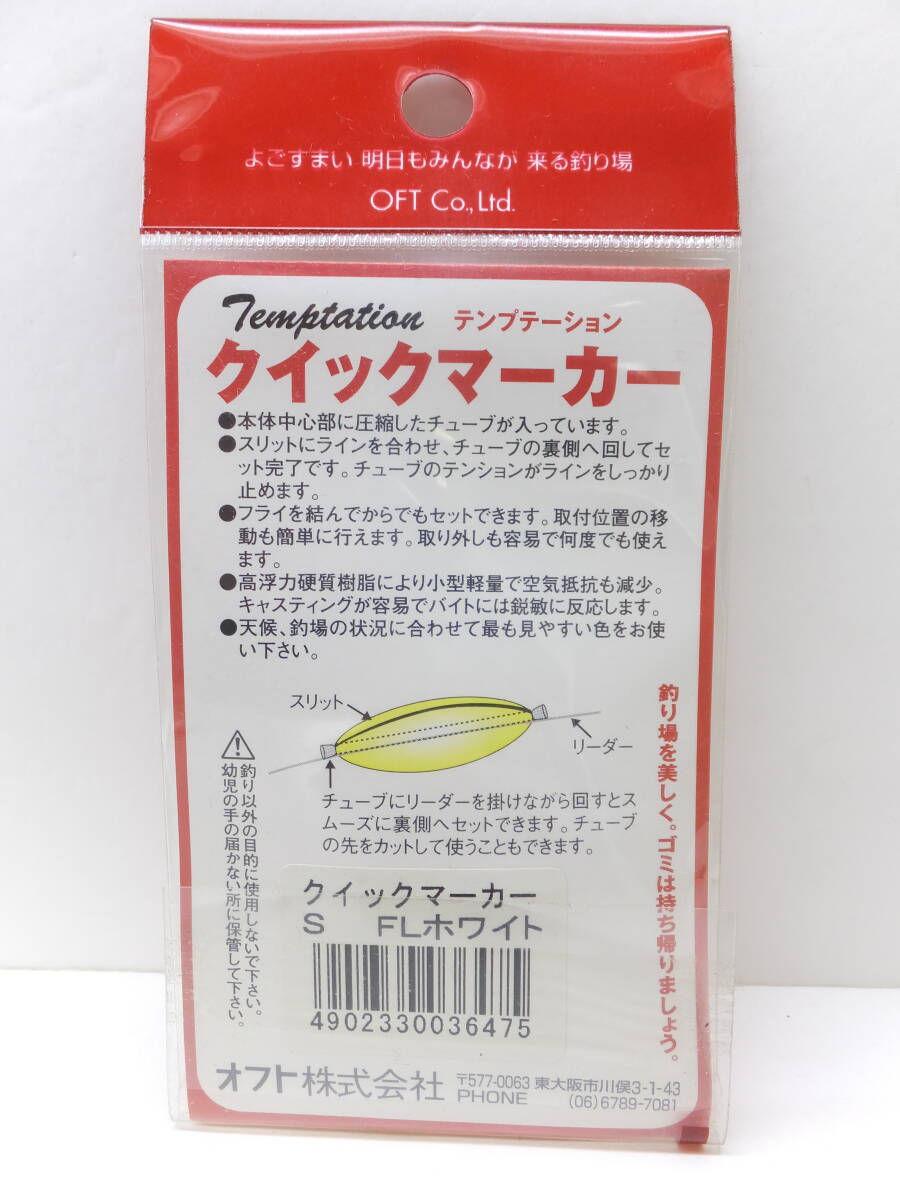 よごすまい 明日もみんなが 来る釣り場
OFT Co., Ltd.
Temptation テンプテーション
クイックマーカー
●本体中心部に圧縮したチューブが入っています。
●スリットにラインを合わせ、チューブの裏側へ回してセ
ット完了です。チューブのテンションがラインをしっかり
止めます。
●フライを結んでからでもセットできます。取付位置の移
動も簡単に行えます。取り外しも容易で何度でも使え
ます。
●高浮力硬質樹脂により小型軽量で空気抵抗も減少。
キャスティングが容易でバイトには鋭敏に反応します。
●天候、釣場の状況に合わせて最も見やすい色をお使
い下さい。
スリット
リーダー
チューブにリーダーを掛けながら回すとス
ムーズに裏側へセットできます。チューブ
の先をカットして使うこともできます。
釣り場を美しく。ゴミは持ち帰りましょう。
釣り以外の目的に使用しないで下さい。
幼児の手の届かない所に保管して下さい。
クイックマーカー
S FLホワイト
4902330036475
オフト株式会社 〒577-0063 東大阪市川俣3-1-43
PHONE (06)6789-7081